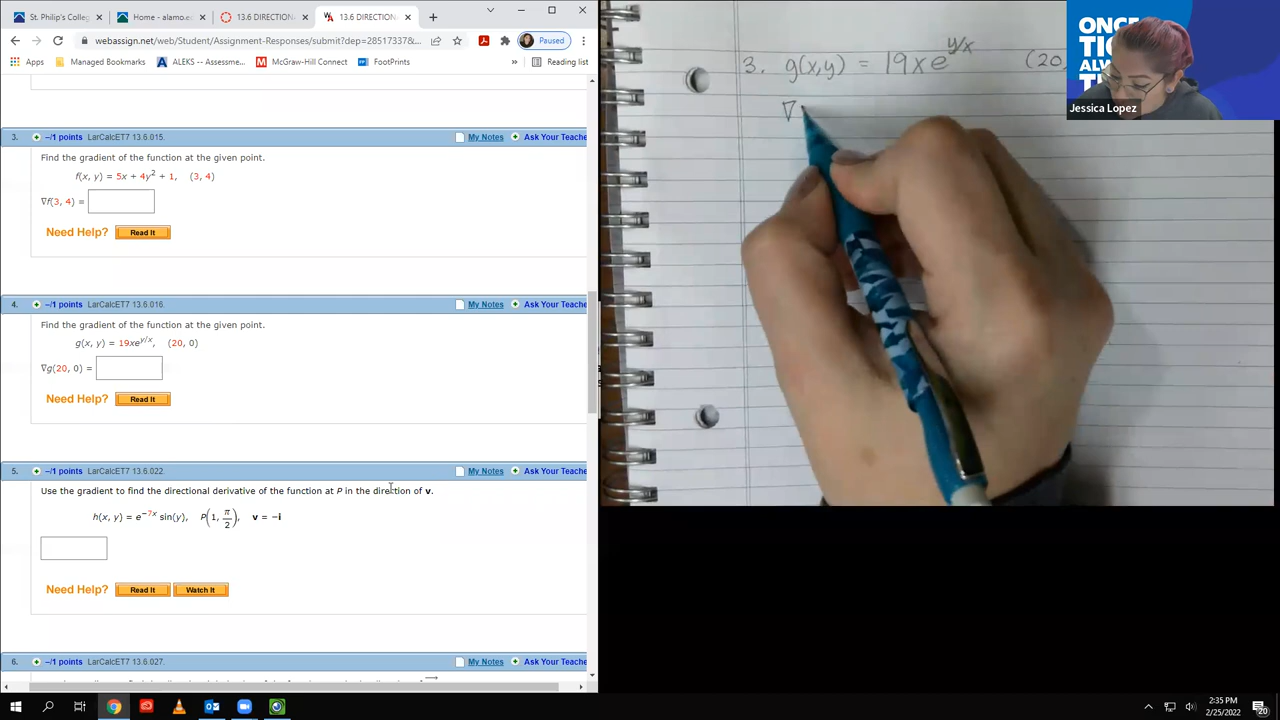 St. Philip's College
Home - alamo
13.6 DIRECTION
13.6 DIRECTION-
webassign.net/web/Student/Assignment-Responses/submit?dep=28517337&
Paused
Apps
Managed Bookmarks
ALEKS -- Assessme...
McGraw-Hill Connect
FootPrints
Reading list
3. –/1 points LarCalcET7 13.6.015. My Notes Ask Your Teache
Find the gradient of the function at the given point.
f(x, y) = 5x + 4y² + 1, (3, 4)
∇f(3, 4) =
Need Help? Read It
4. –/1 points LarCalcET7 13.6.016. My Notes Ask Your Teache
Find the gradient of the function at the given point.
g(x, y) = 19xe^y/x, (20, 0)
∇g(20, 0) =
Need Help? Read It
5. –/1 points LarCalcET7 13.6.022. My Notes Ask Your Teache
Use the gradient to find the directional derivative of the function at P in the direction of v.
h(x, y) = e^−7x sin(y), P(1, π/2), v = −i
Need Help? Read It Watch It
6. –/1 points LarCalcET7 13.6.027. My Notes Ask Your Teache
3. g(x,y) = 19xe^y/x (20,
∇
ONCE
TIG
ALWA
TI
Jessica Lopez
2:35 PM
2/25/2022
20